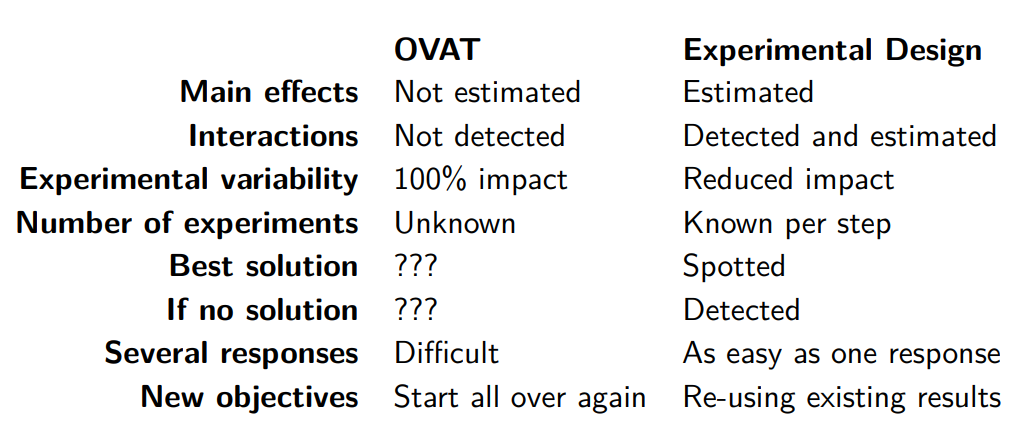 OVAT Experimental Design
Main effects Not estimated Estimated
Interactions Not detected Detected and estimated
Experimental variability 100% impact Reduced impact
Number of experiments Unknown Known per step
Best solution ??? Spotted
If no solution ??? Detected
Several responses Difficult As easy as one response
New objectives Start all over again Re-using existing results